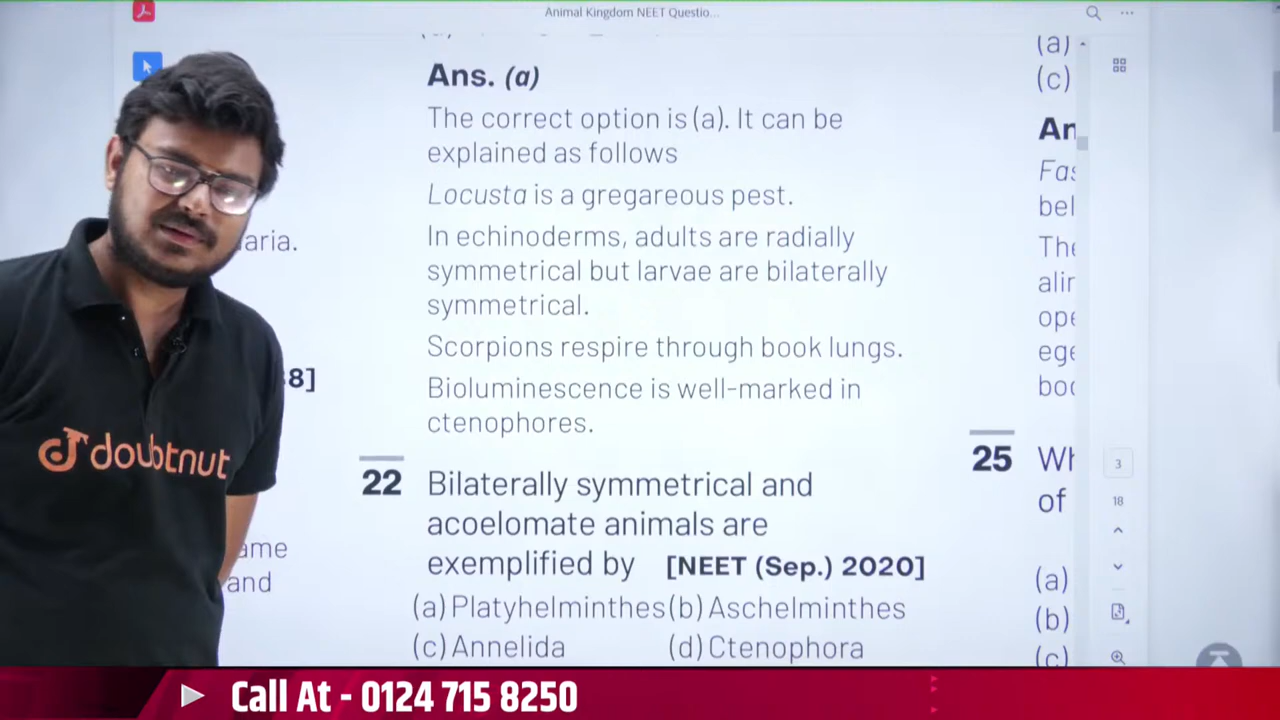 Animal Kingdom NEET Questio...
Ans. (a)
The correct option is (a). It can be
explained as follows
Locusta is a gregareous pest.
In echinoderms, adults are radially
symmetrical but larvae are bilaterally
symmetrical.
Scorpions respire through book lungs.
Bioluminescence is well-marked in
ctenophores.
22 Bilaterally symmetrical and
acoelomate animals are
exemplified by [NEET (Sep.) 2020]
(a) Platyhelminthes (b) Aschelminthes
(c) Annelida (d) Ctenophora
aria.
8]
ame
and
(a)
(c)
An
Fas
bel
The
alir
ope
ege
boc
25 Wh
of
(a)
(b)
(c)
3
18
doubtnut
Call At - 0124 715 8250